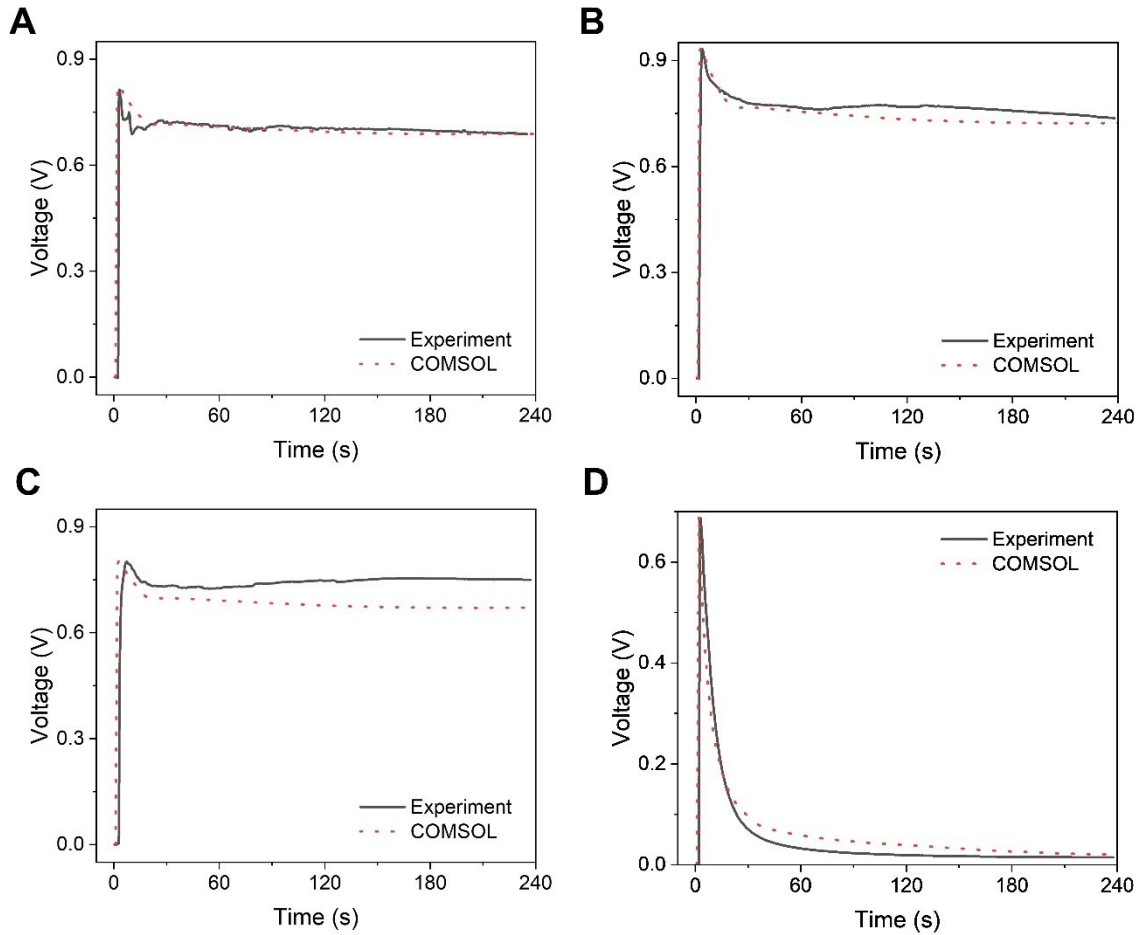 A
0.9
0.6
0.3
0.0
Voltage (V)
Experiment
COMSOL
0
60
120
180
240
Time (s)
B
0.9
0.6
0.3
0.0
Voltage (V)
Experiment
COMSOL
0
60
120
180
240
Time (s)
C
0.9
0.6
0.3
0.0
Voltage (V)
Experiment
COMSOL
0
60
120
180
240
Time (s)
D
0.6
0.4
0.2
0.0
Voltage (V)
Experiment
COMSOL
0
60
120
180
240
Time (s)